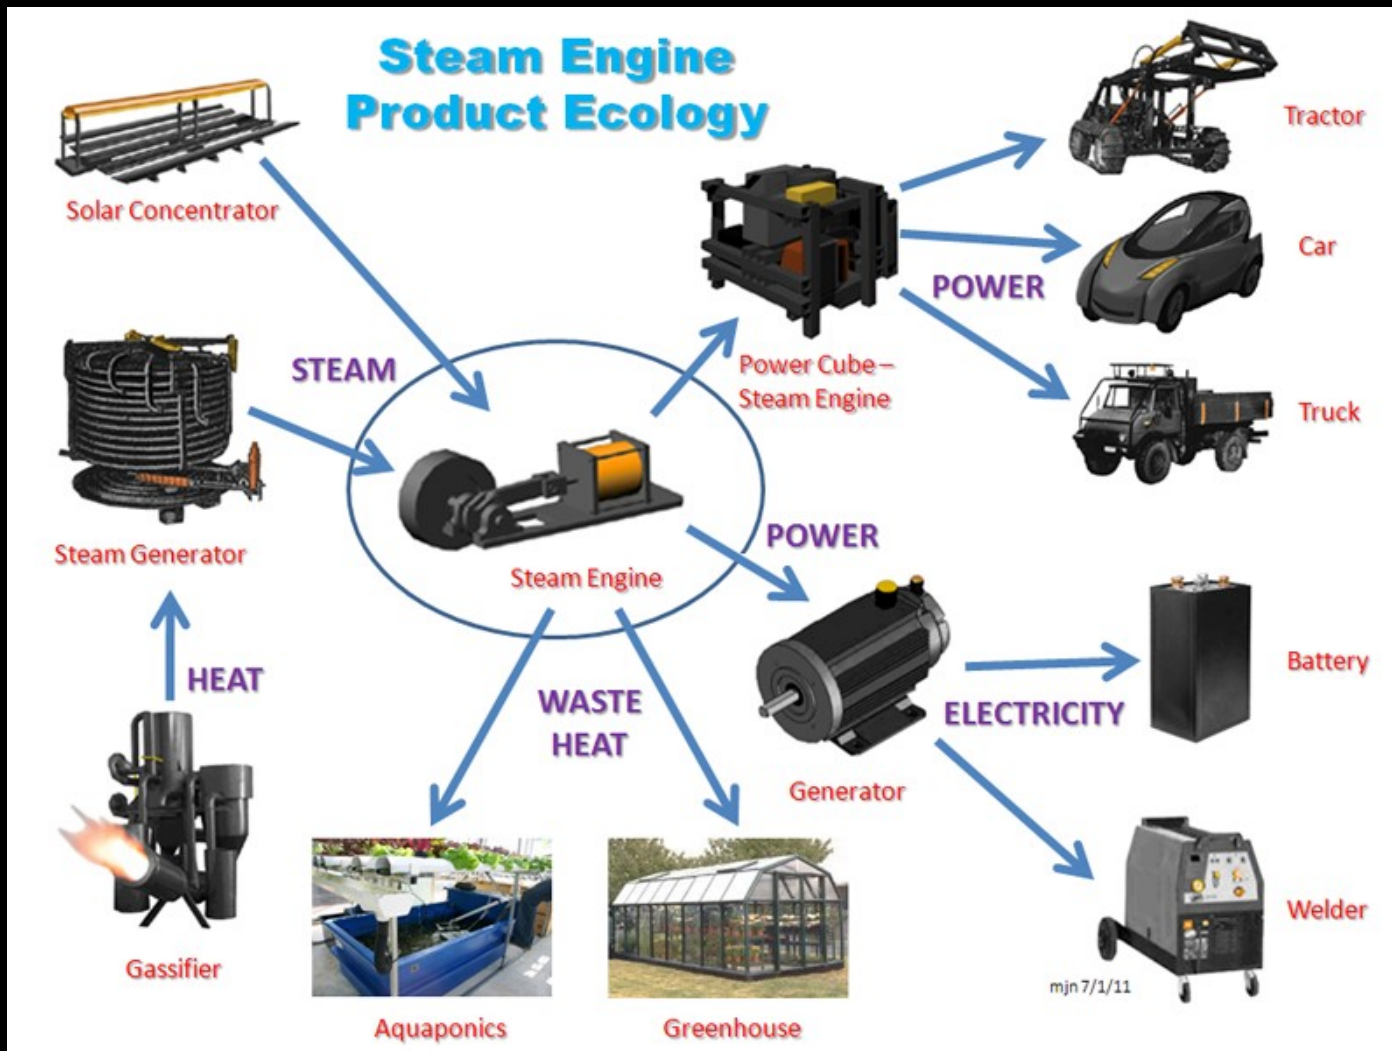 Steam Engine
Product Ecology
Solar Concentrator
Tractor
Car
POWER
Power Cube –
Steam Engine
Truck
STEAM
Steam Generator
Steam Engine
POWER
HEAT
WASTE
HEAT
Generator
ELECTRICITY
Battery
Welder
mjn 7/1/11
Gassifier
Aquaponics
Greenhouse